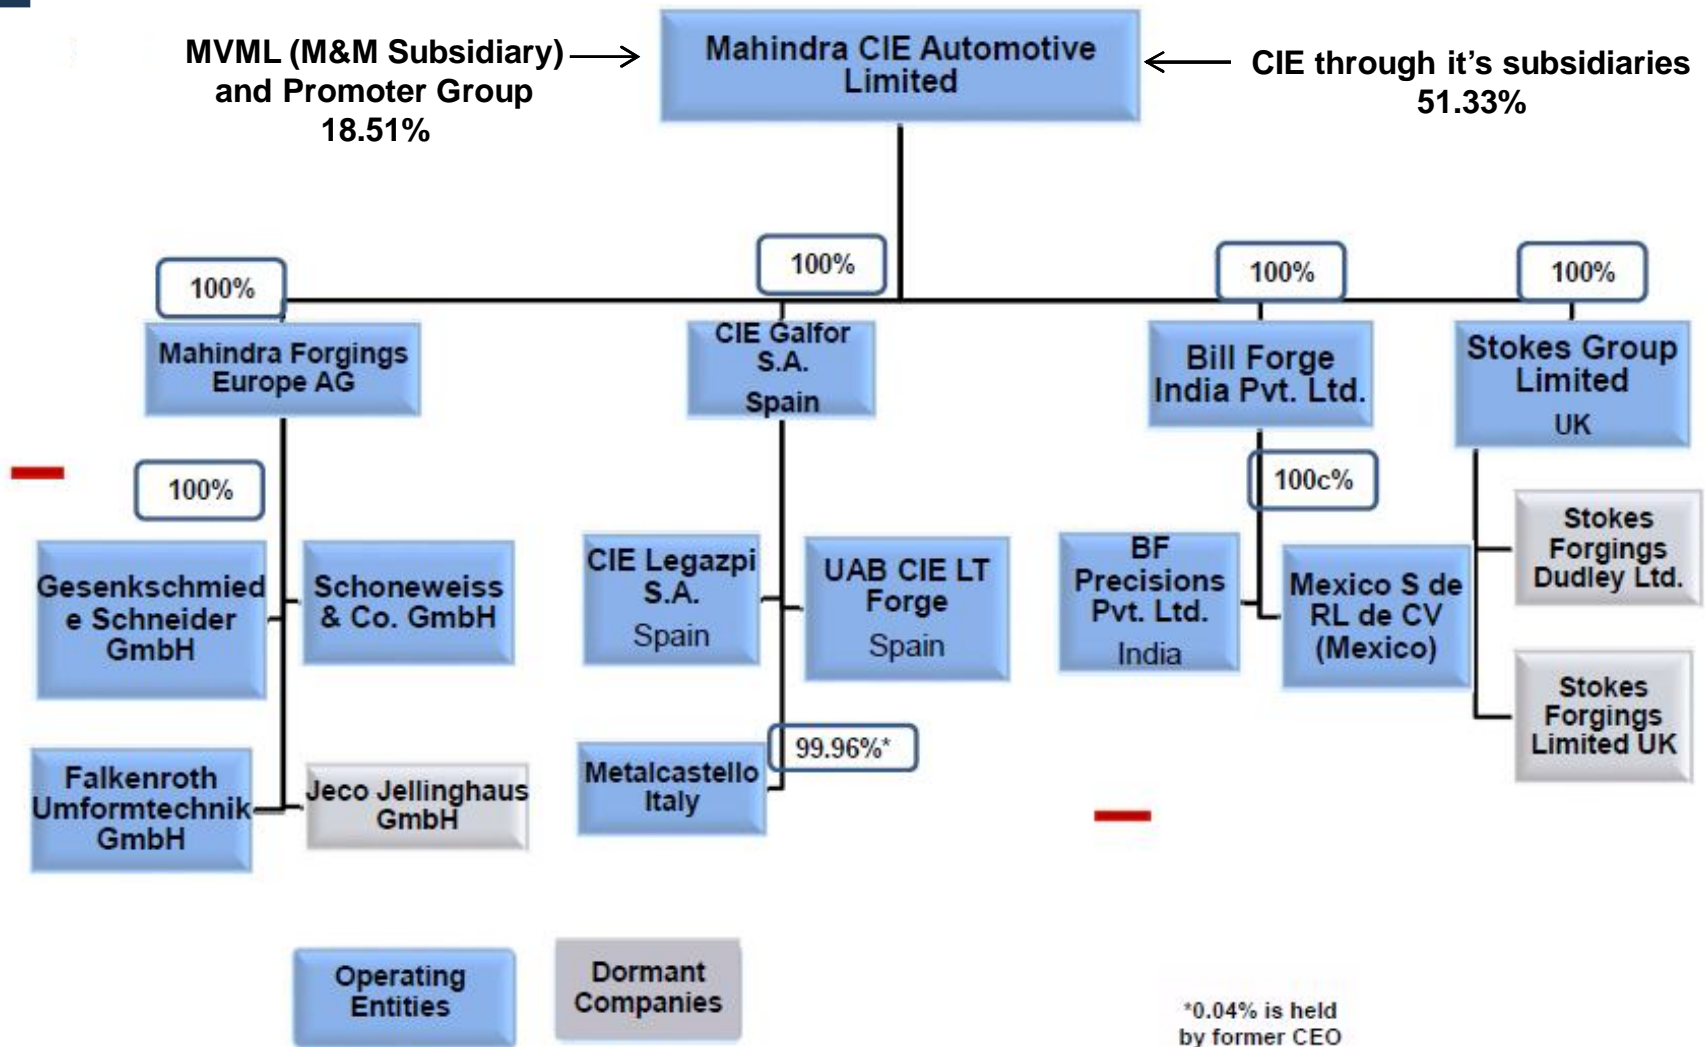 MVML (M&M Subsidiary)
and Promoter Group
18.51%
Mahindra CIE Automotive
Limited
CIE through it's subsidiaries
51.33%
100%
100%
100%
100%
Mahindra Forgings
Europe AG
CIE Galfor
S.A.
Spain
Bill Forge
India Pvt. Ltd.
Stokes Group
Limited
UK
100%
100c%
Gesenkschmied
e Schneider
GmbH
Schoneweiss
& Co. GmbH
CIE Legazpi
S.A.
Spain
UAB CIE LT
Forge
Spain
BF
Precisions
Pvt. Ltd.
India
Mexico S de
RL de CV
(Mexico)
Stokes
Forgings
Dudley Ltd.
Stokes
Forgings
Limited UK
Falkenroth
Umformtechnik
GmbH
Jeco Jellinghaus
GmbH
Metalcastello
Italy
99.96%*
Operating
Entities
Dormant
Companies
*0.04% is held
by former CEO